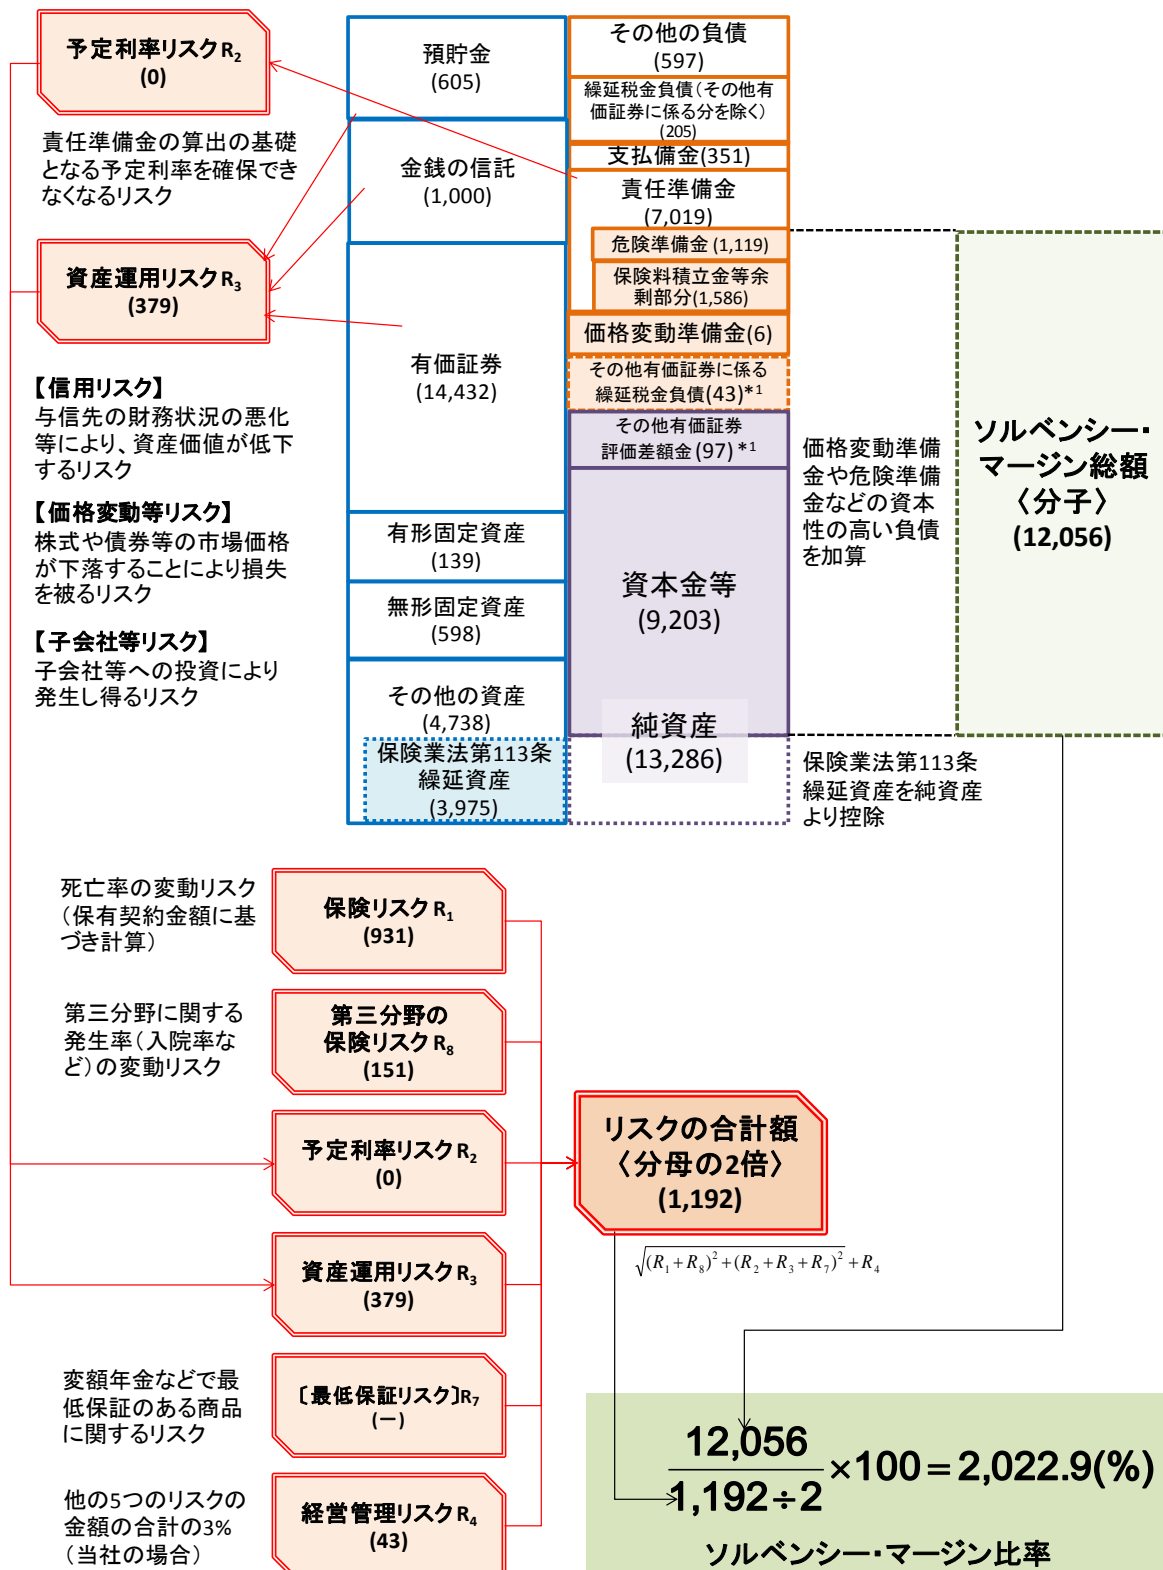 予定利率リスクR2
(0)
責任準備金の算出の基礎
となる予定利率を確保でき
なくなるリスク
資産運用リスクR3
(379)
【信用リスク】
与信先の財務状況の悪化
等により、資産価値が低下
するリスク
【価格変動等リスク】
株式や債券等の市場価格
が下落することにより損失
を被るリスク
【子会社等リスク】
子会社等への投資により
発生し得るリスク
預貯金
(605)
金銭の信託
(1,000)
有価証券
(14,432)
有形固定資産
(139)
無形固定資産
(598)
その他の資産
(4,738)
保険業法第113条
繰延資産
(3,975)
その他の負債
(597)
繰延税金負債(その他有
価証券に係る分を除く)
(205)
支払備金(351)
責任準備金
(7,019)
危険準備金(1,119)
保険料積立金等余
剰部分(1,586)
価格変動準備金(6)
その他有価証券に係る
繰延税金負債(43)*1
その他有価証券
評価差額金(97)*1
資本金等
(9,203)
純資産
(13,286)
価格変動準備
金や危険準備
金などの資本
性の高い負債
を加算
保険業法第113条
繰延資産を純資産
より控除
ソルベンシー・
マージン総額
〈分子〉
(12,056)
死亡率の変動リスク
(保有契約金額に基
づき計算)
保険リスクR1
(931)
第三分野に関する
発生率(入院率な
ど)の変動リスク
第三分野の
保険リスクR8
(151)
予定利率リスクR2
(0)
資産運用リスクR3
(379)
変額年金などで最
低保証のある商品
に関するリスク
〔最低保証リスク〕R7
(ー)
他の5つのリスクの
金額の合計の3%
(当社の場合)
経営管理リスクR4
(43)
リスクの合計額
〈分母の2倍〉
(1,192)
√(R1+R8)²+(R2+R3+R7)²+R4
12,056
1,192÷2
×100=2,022.9(%)
ソルベンシー・マージン比率